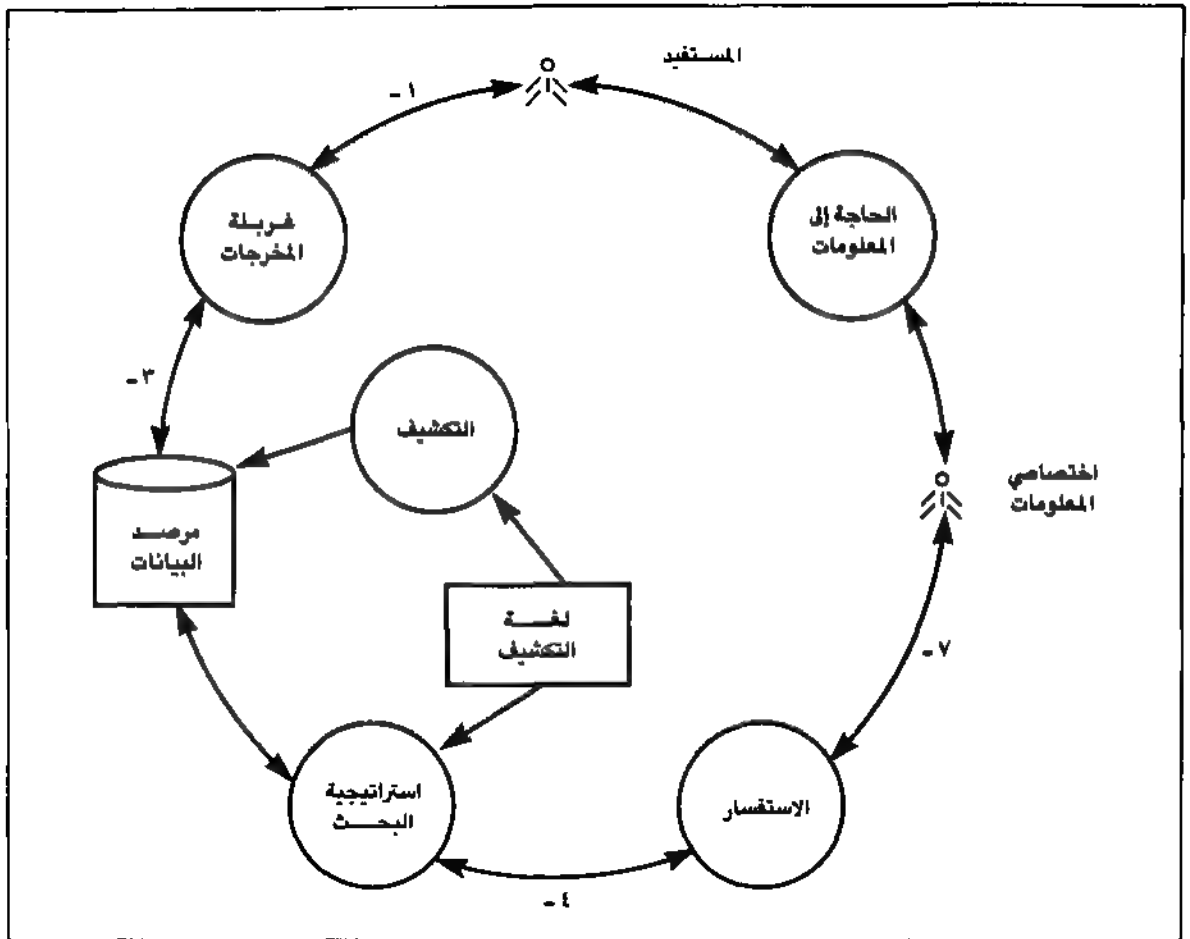 المستفيد
١ -
غربلة
المخرجات
الحاجة إلى
المعلومات
٣ -
التكشيف
اختصاصي
المعلومات
مرصد
البيانات
لغة
التكشيف
٧ -
استراتيجية
البحث
الاستفسار
٤ -